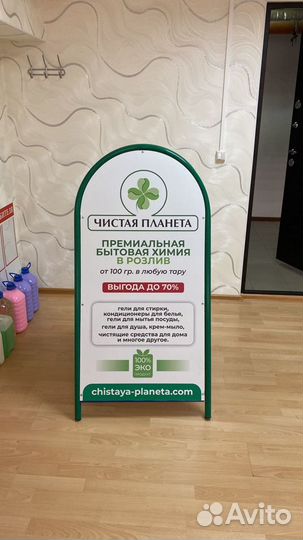 ЧИСТАЯ ПЛАНЕТА
ПРЕМИАЛЬНАЯ
БЫТОВАЯ ХИМИЯ
В РОЗЛИВ
от 100 гр. в любую тару
ВЫГОДА ДО 70%
гели для стирки,
кондиционеры для белья,
гели для мытья посуды,
гели для душа, крем-мыло,
чистящие средства для дома
и многое другое.
100%
ЭКО
chistaya-planeta.com
Avito